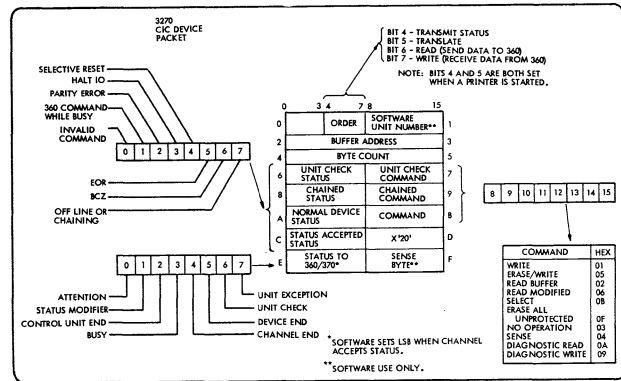 3270
CIC DEVICE
PACKET
BIT 4 - TRANSMIT STATUS
BIT 5 - TRANSLATE
BIT 6 - READ (SEND DATA TO 360)
BIT 7 - WRITE (RECEIVE DATA FROM 360)
NOTE: BITS 4 AND 5 ARE BOTH SET
WHEN A PRINTER IS STARTED.
SELECTIVE RESET
HALT IO
PARITY ERROR
360 COMMAND
WHILE BUSY
INVALID
COMMAND
0 1 2 3 4 5 6 7
EOR
BCZ
OFF LINE OR
CHAINING
0 3 4 7 8 15
0 ORDER SOFTWARE UNIT NUMBER** 1
2 BUFFER ADDRESS 3
4 BYTE COUNT 5
6 UNIT CHECK STATUS UNIT CHECK COMMAND 7
8 CHAINED STATUS CHAINED COMMAND 9
A NORMAL DEVICE STATUS COMMAND B
C STATUS ACCEPTED STATUS X'20' D
E STATUS TO 360/370* SENSE BYTE** F
8 9 10 11 12 13 14 15
COMMAND HEX
WRITE 01
ERASE/WRITE 05
READ BUFFER 02
READ MODIFIED 06
SELECT 0B
ERASE ALL
UNPROTECTED 0F
NO OPERATION 03
SENSE 04
DIAGNOSTIC READ 0A
DIAGNOSTIC WRITE 09
0 1 2 3 4 5 6 7
ATTENTION
STATUS MODIFIER
CONTROL UNIT END
BUSY
UNIT EXCEPTION
UNIT CHECK
DEVICE END
CHANNEL END
*SOFTWARE SETS LSB WHEN CHANNEL
ACCEPTS STATUS.
**SOFTWARE USE ONLY.